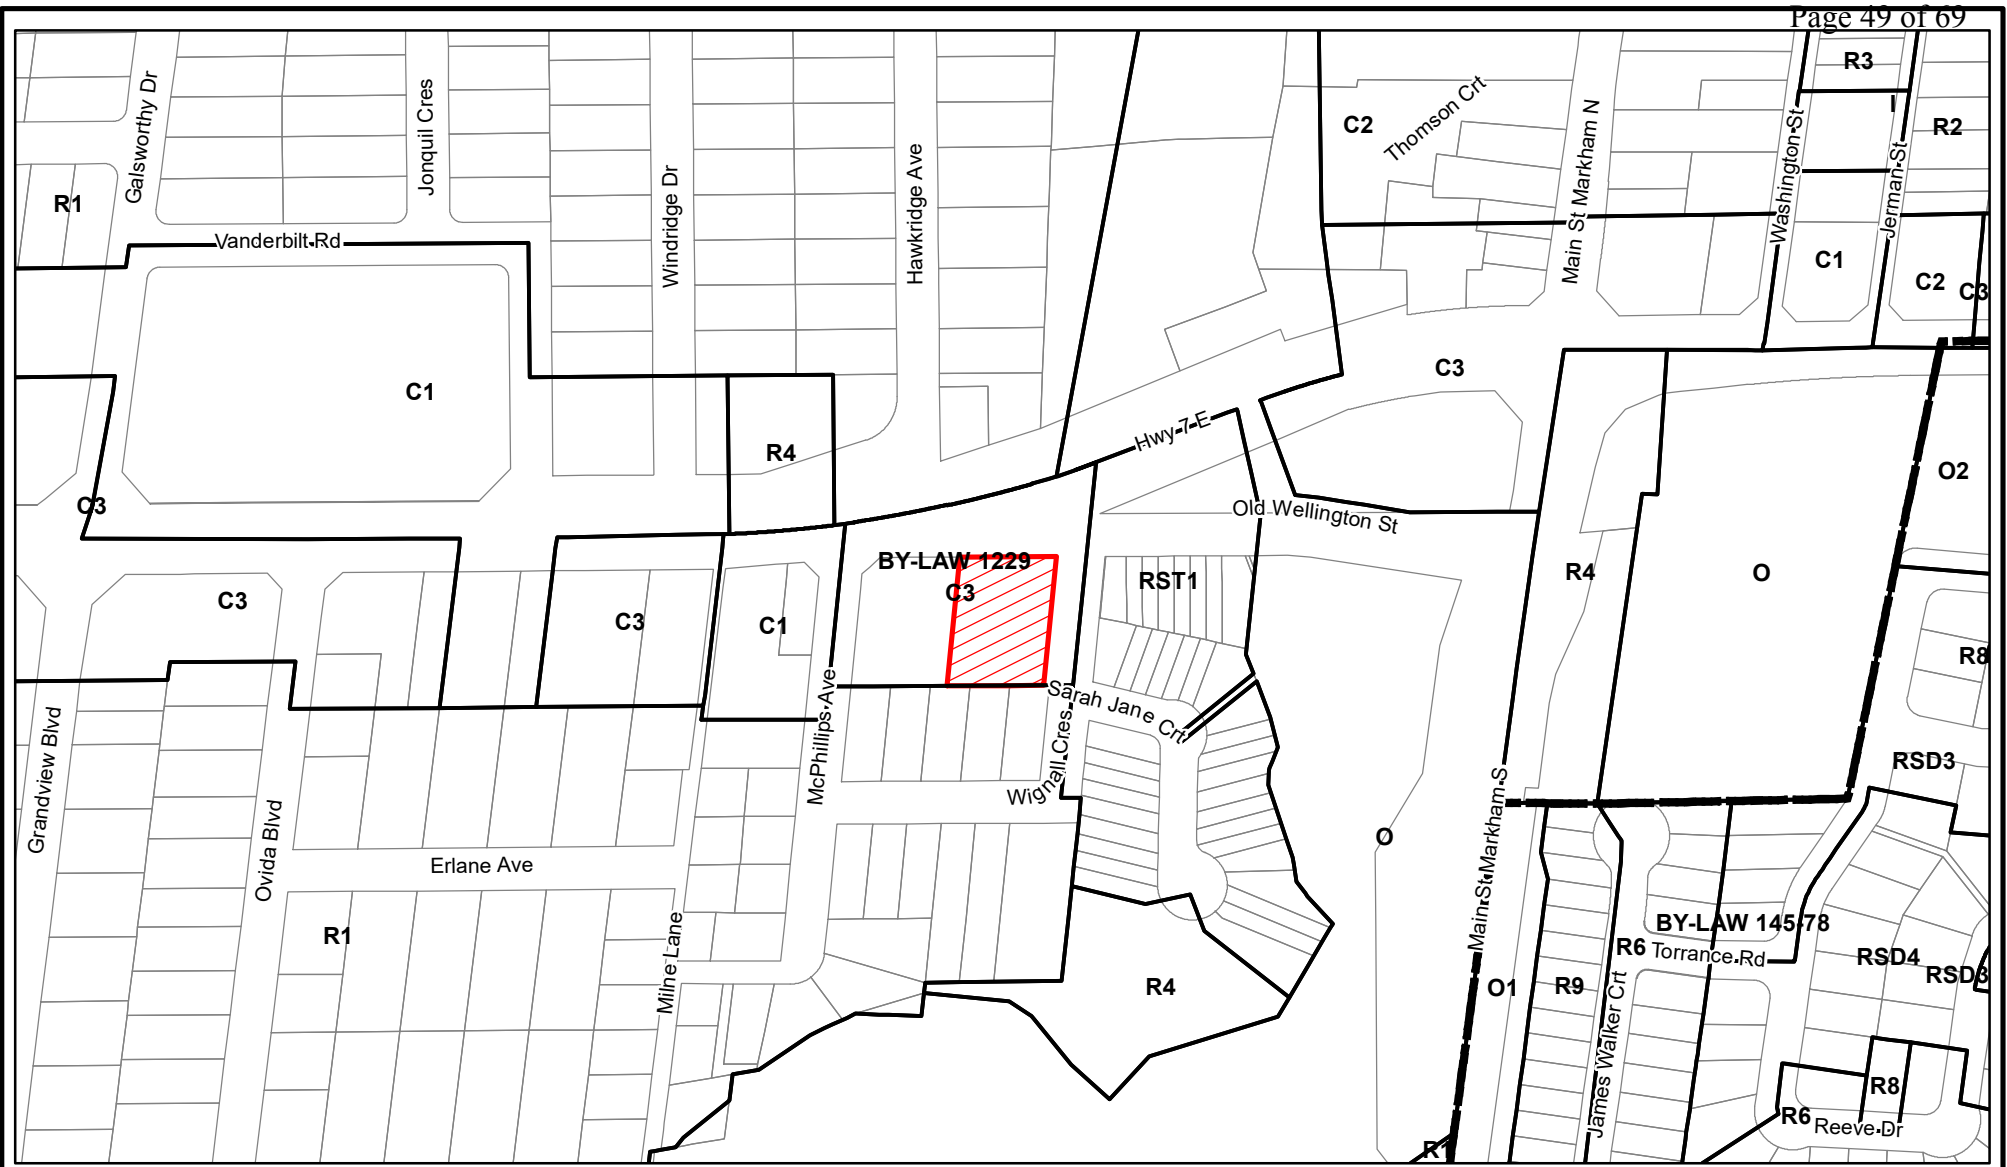 Page 49 of 69
R3
I
R2
C2
Thomson Crt
Main St Markham N
Washington St
Jerman St
Galsworthy Dr
Jonquil Cres
Windridge Dr
Hawkridge Ave
R1
Vanderbilt Rd
C1
C2
C3
C1
C3
R4
Hwy 7 E
C3
O2
Old Wellington St
BY-LAW 1229
C3
RST1
R4
O
C3
C3
C1
R8
Sarah Jane Crt
McPhillips Ave
Wignall Cres
Grandview Blvd
RSD3
Ovida Blvd
Erlane Ave
O
Main St Markham S
R1
Milne Lane
BY-LAW 145-78
R6
Torrance Rd
RSD4
RSD3
R4
O1
R9
James Walker Crt
R8
R6
Reeve Dr
R1